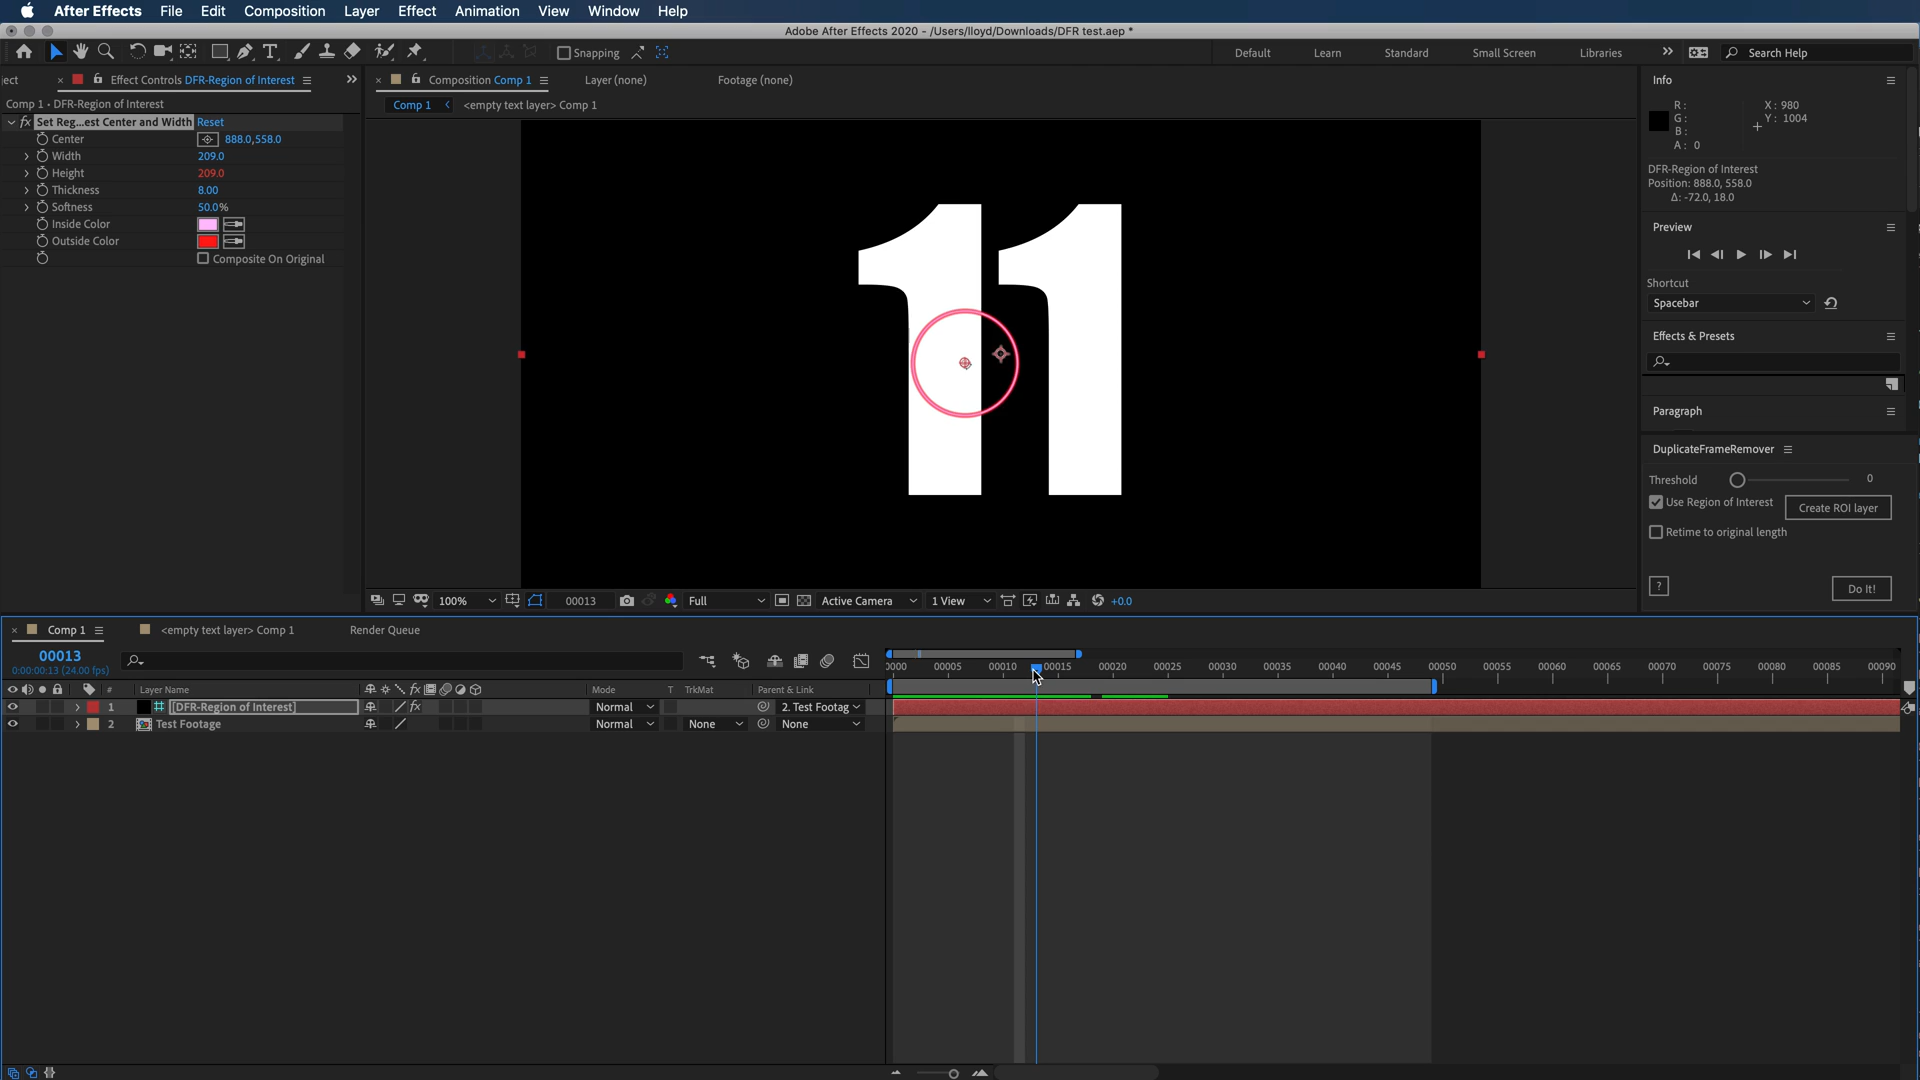 After Effects File Edit Composition Layer Effect Animation View Window Help
Adobe After Effects 2020 - /Users/lloyd/Downloads/DFR test.aep *
Snapping Default Learn Standard Small Screen Libraries Search Help
ect × Effect Controls DFR-Region of Interest
Comp 1 • DFR-Region of Interest
fx Set Reg...est Center and Width Reset
Center 888.0,558.0
Width 209.0
Height 209.0
Thickness 8.00
Softness 50.0%
Inside Color
Outside Color
Composite On Original
× Composition Comp 1 Layer (none) Footage (none)
Comp 1 <empty text layer> Comp 1
11
100% 00013 Full Active Camera 1 View +0.0
Info
R: X: 980
G: Y: 1004
B:
A: 0
DFR-Region of Interest
Position: 888.0, 558.0
Δ: -72.0, 18.0
Preview
Shortcut
Spacebar
Effects & Presets
Paragraph
DuplicateFrameRemover
Threshold 0
Use Region of Interest Create ROI layer
Retime to original length
? Do It!
× Comp 1 <empty text layer> Comp 1 Render Queue
00013
0:00:00:13 (24.00 fps)
0000 00005 00010 00015 00020 00025 00030 00035 00040 00045 00050 00055 00060 00065 00070 00075 00080 00085 00090
# Layer Name fx Mode T TrkMat Parent & Link
1 [DFR-Region of Interest] fx Normal 2. Test Footag
2 Test Footage Normal None None